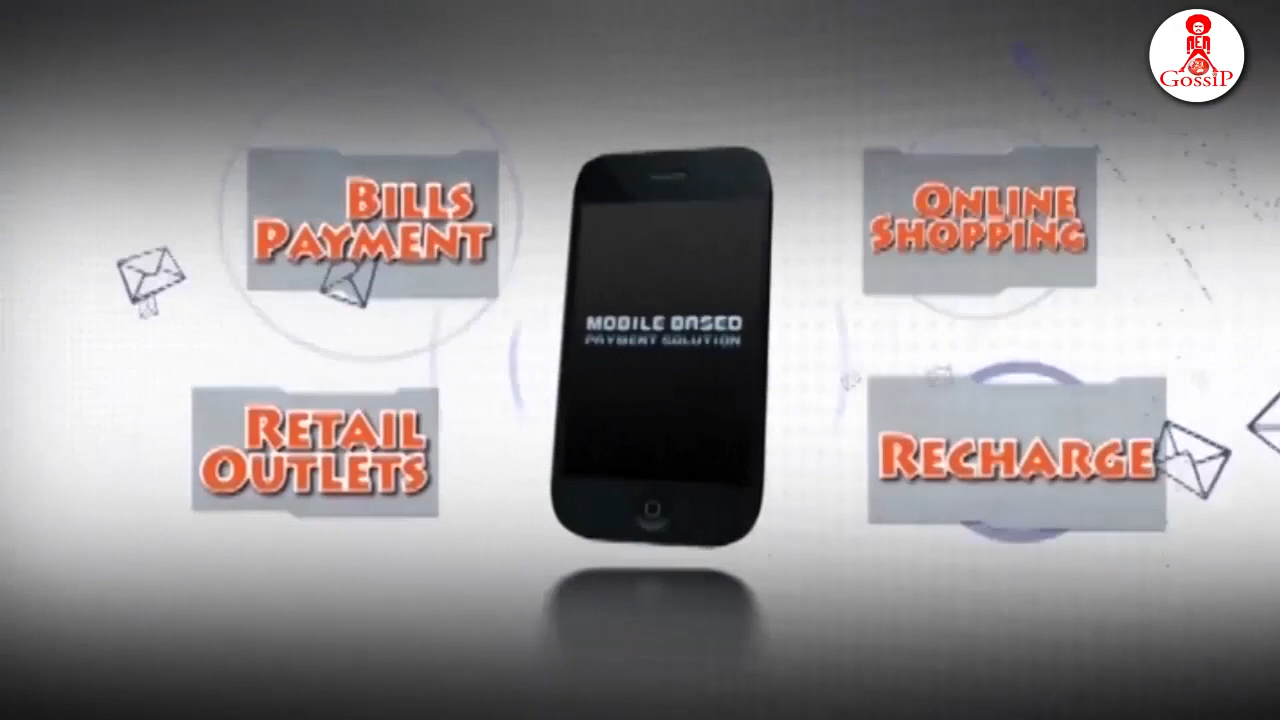 Bills
Payment
Online
Shopping
MOBILE BASED
PAYMENT SOLUTION
Retail
Outlets
Recharge
GossiP